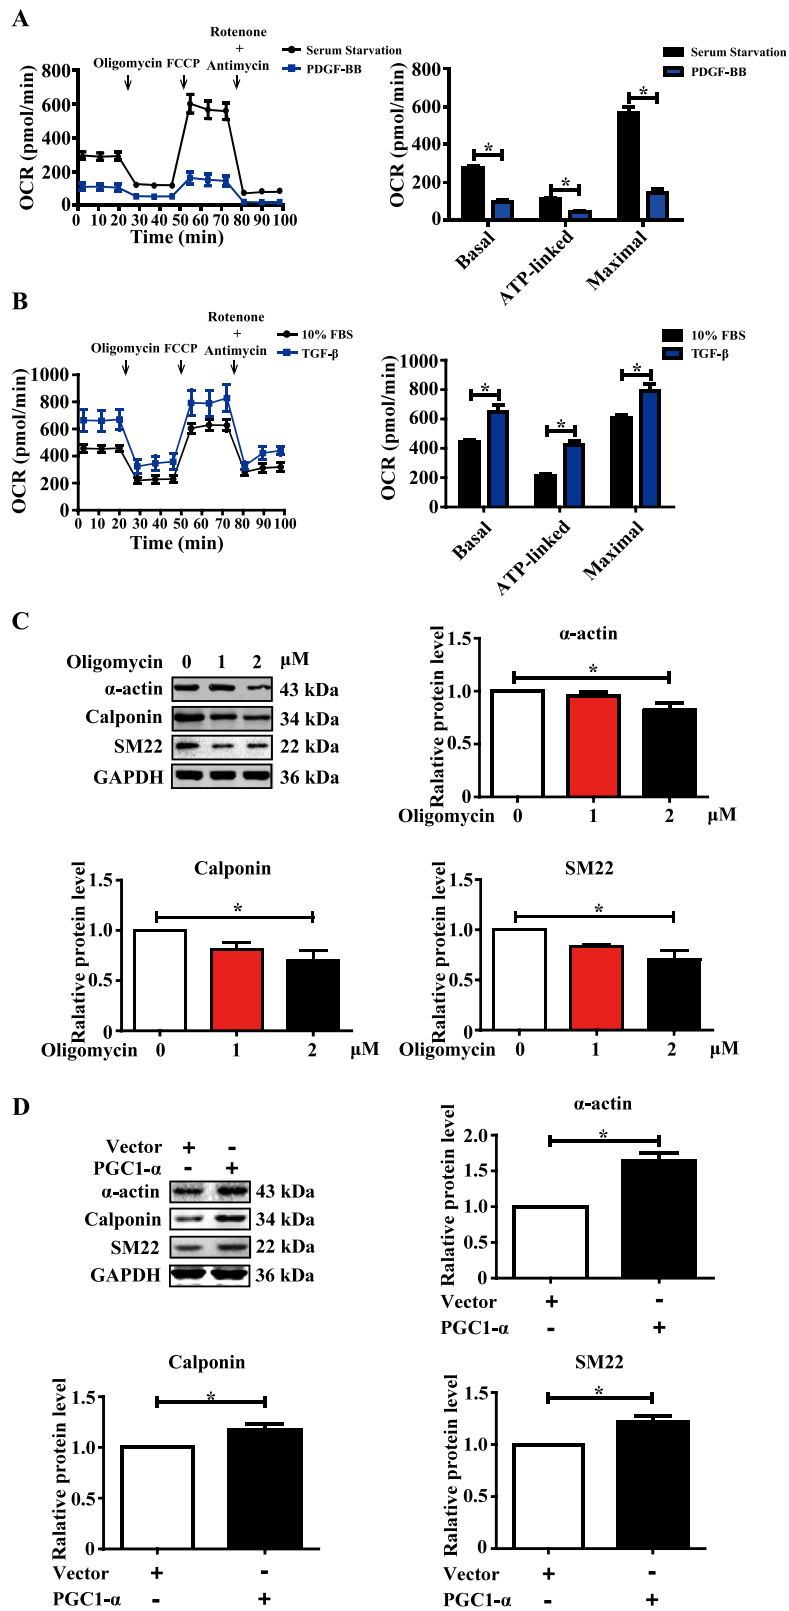 A
Rotenone
+
Oligomycin FCCP Antimycin
Serum Starvation
PDGF-BB
OCR (pmol/min)
800
600
400
200
0
0 10 20 30 40 50 60 70 80 90 100
Time (min)
Serum Starvation
PDGF-BB
OCR (pmol/min)
800
600
400
200
0
* * *
Basal
ATP-linked
Maximal
B
Rotenone
+
Oligomycin FCCP Antimycin
10% FBS
TGF-β
OCR (pmol/min)
1000
800
600
400
200
0
0 10 20 30 40 50 60 70 80 90 100
Time (min)
10% FBS
TGF-β
OCR (pmol/min)
1000
800
600
400
200
0
* * *
Basal
ATP-linked
Maximal
C
Oligomycin 0 1 2 μM
α-actin 43 kDa
Calponin 34 kDa
SM22 22 kDa
GAPDH 36 kDa
α-actin
Ralative protein level
1.5
1.0
0.5
0
*
Oligomycin 0 1 2 μM
Calponin
Ralative protein level
1.5
1.0
0.5
0
*
Oligomycin 0 1 2 μM
SM22
Ralative protein level
1.5
1.0
0.5
0
*
Oligomycin 0 1 2 μM
D
Vector + -
PGC1-α - +
α-actin 43 kDa
Calponin 34 kDa
SM22 22 kDa
GAPDH 36 kDa
α-actin
Ralative protein level
2.0
1.5
1.0
0.5
0
*
Vector + -
PGC1-α - +
Calponin
Ralative protein level
1.5
1.0
0.5
0
*
Vector + -
PGC1-α - +
SM22
Ralative protein level
1.5
1.0
0.5
0
*
Vector + -
PGC1-α - +